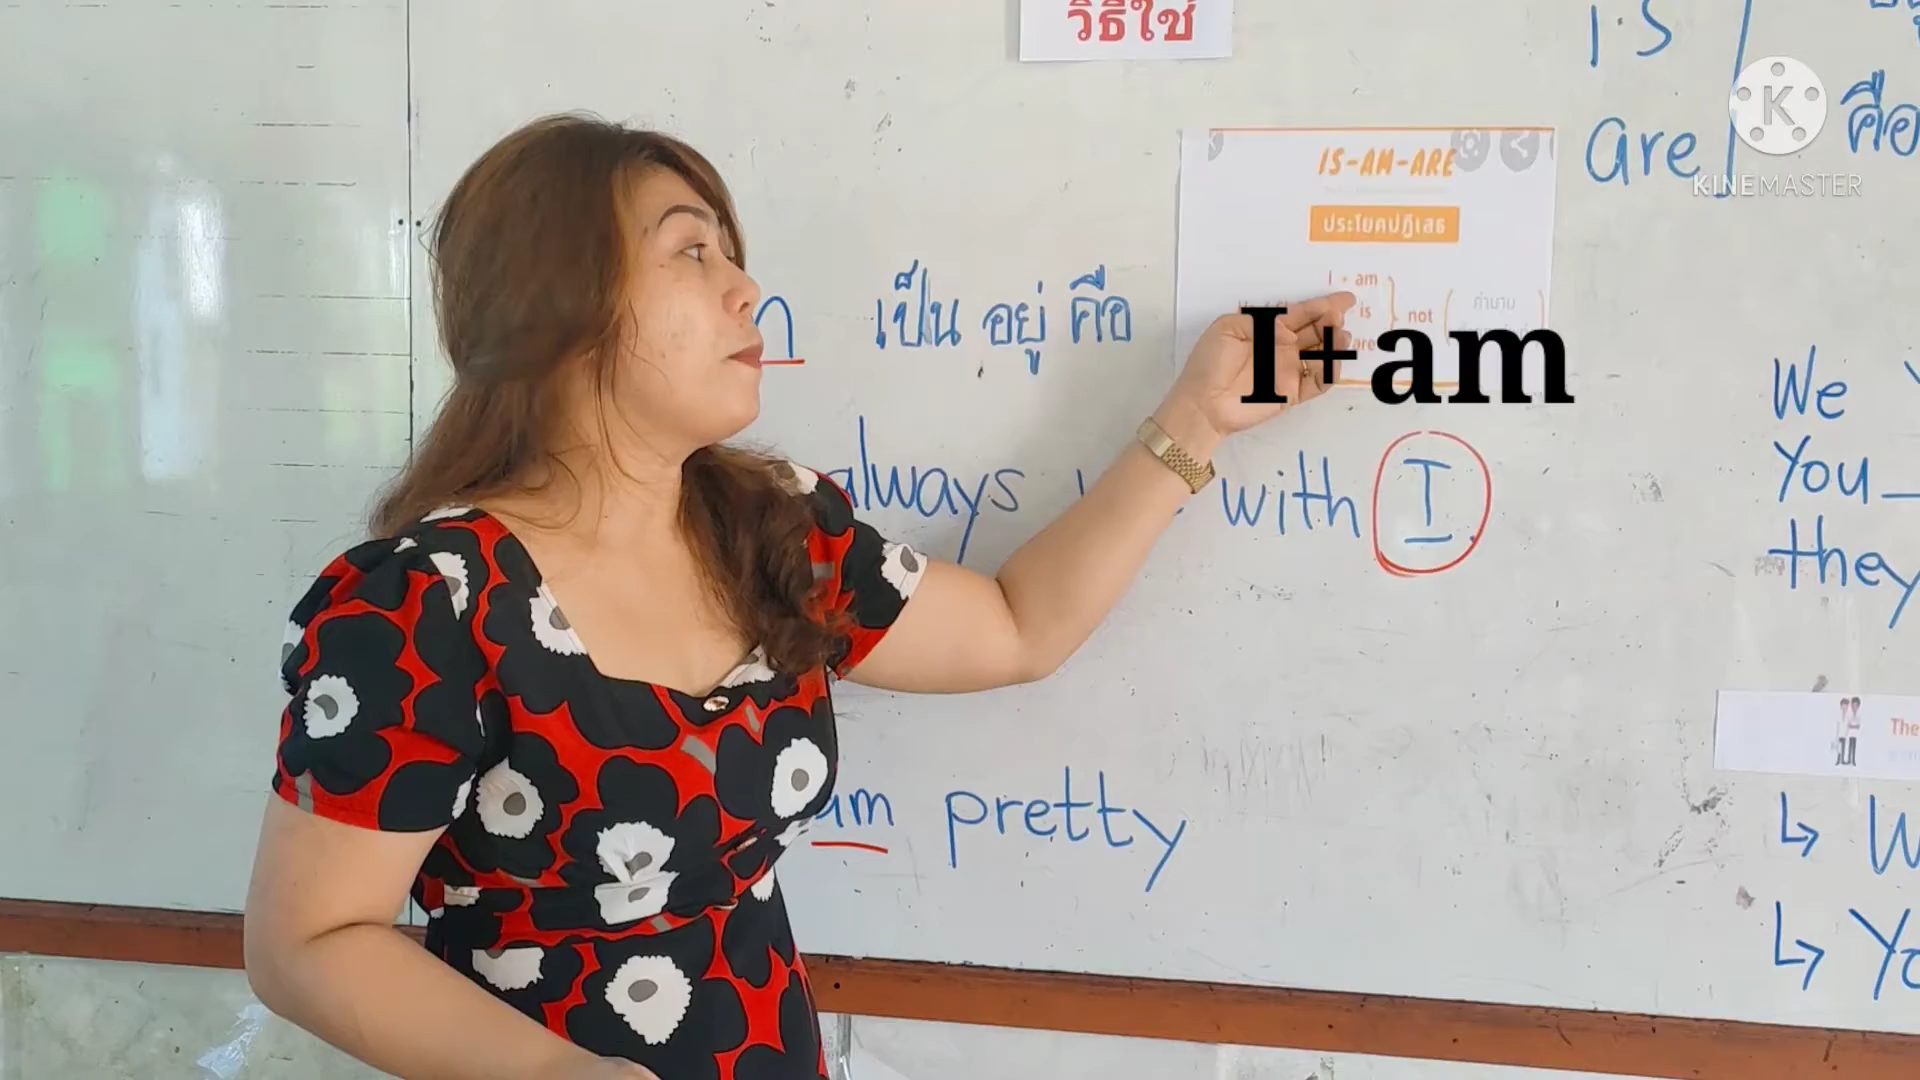 วิธีใช้
is
are
คือ
KINEMASTER
IS-AM-ARE
ประโยคปฏิเสธ
I + am
is
are
not
คำนาม
I+am
เป็น อยู่ คือ
always with I.
am pretty
We
You
they
The